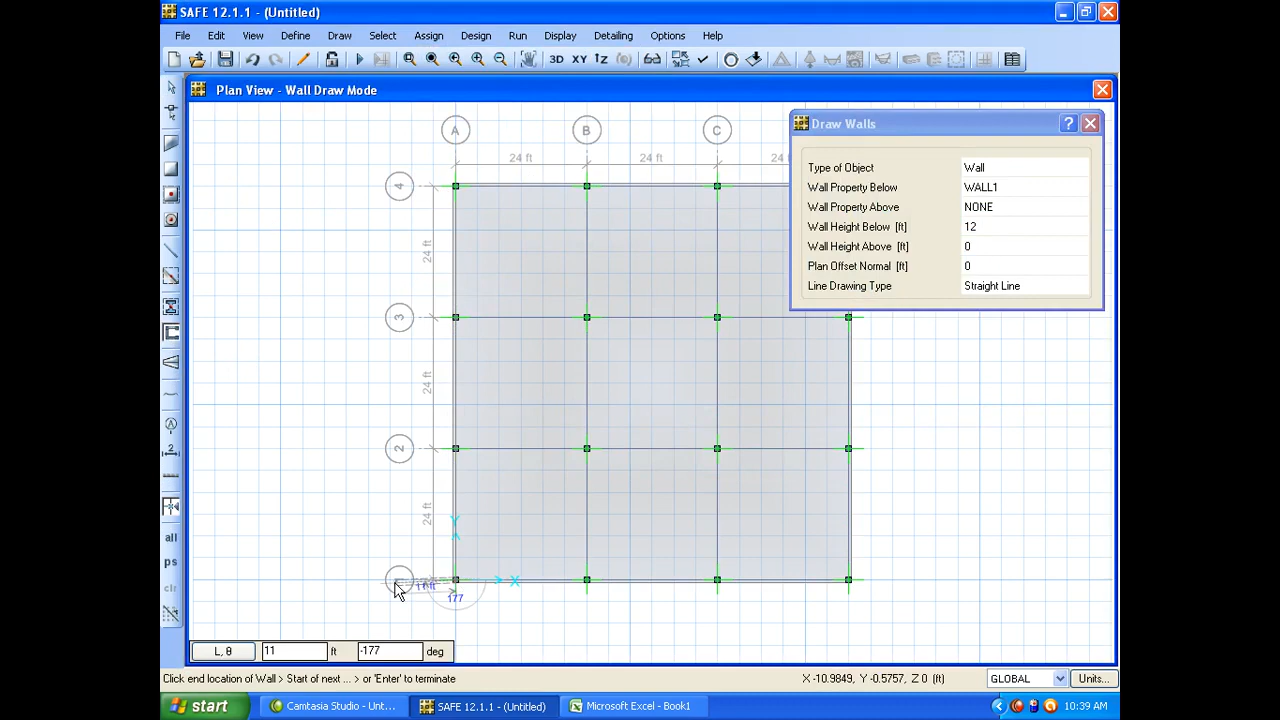 SAFE 12.1.1 - (Untitled)
File Edit View Define Draw Select Assign Design Run Display Detailing Options Help
3D XY
Plan View - Wall Draw Mode
A B C
24 ft 24 ft 24
Draw Walls
Type of Object Wall
Wall Property Below WALL1
Wall Property Above NONE
Wall Height Below [ft] 12
Wall Height Above [ft] 0
Plan Offset Normal [ft] 0
Line Drawing Type Straight Line
4
24 ft
3
24 ft
2
24 ft
Y
X
177
all
ps
clr
L, θ 11 ft -177 deg
Click end location of Wall > Start of next ... > or 'Enter' to terminate
X -10.9849, Y -0.5757, Z 0 (ft)
GLOBAL
Units...
start
Camtasia Studio - Unt...
SAFE 12.1.1 - (Untitled)
Microsoft Excel - Book1
10:39 AM